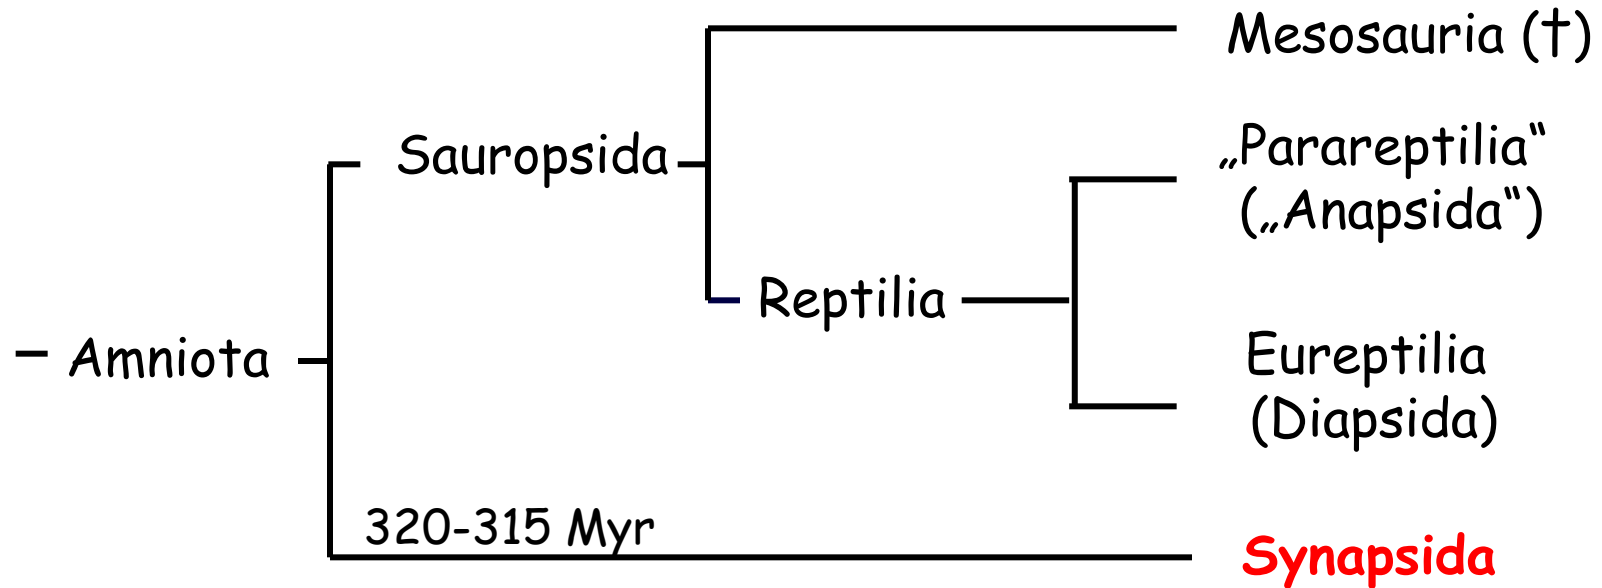 Mesosauria (†)
„Parareptilia“
(„Anapsida“)
Sauropsida
Reptilia
Eureptilia
(Diapsida)
Amniota
320-315 Myr
Synapsida